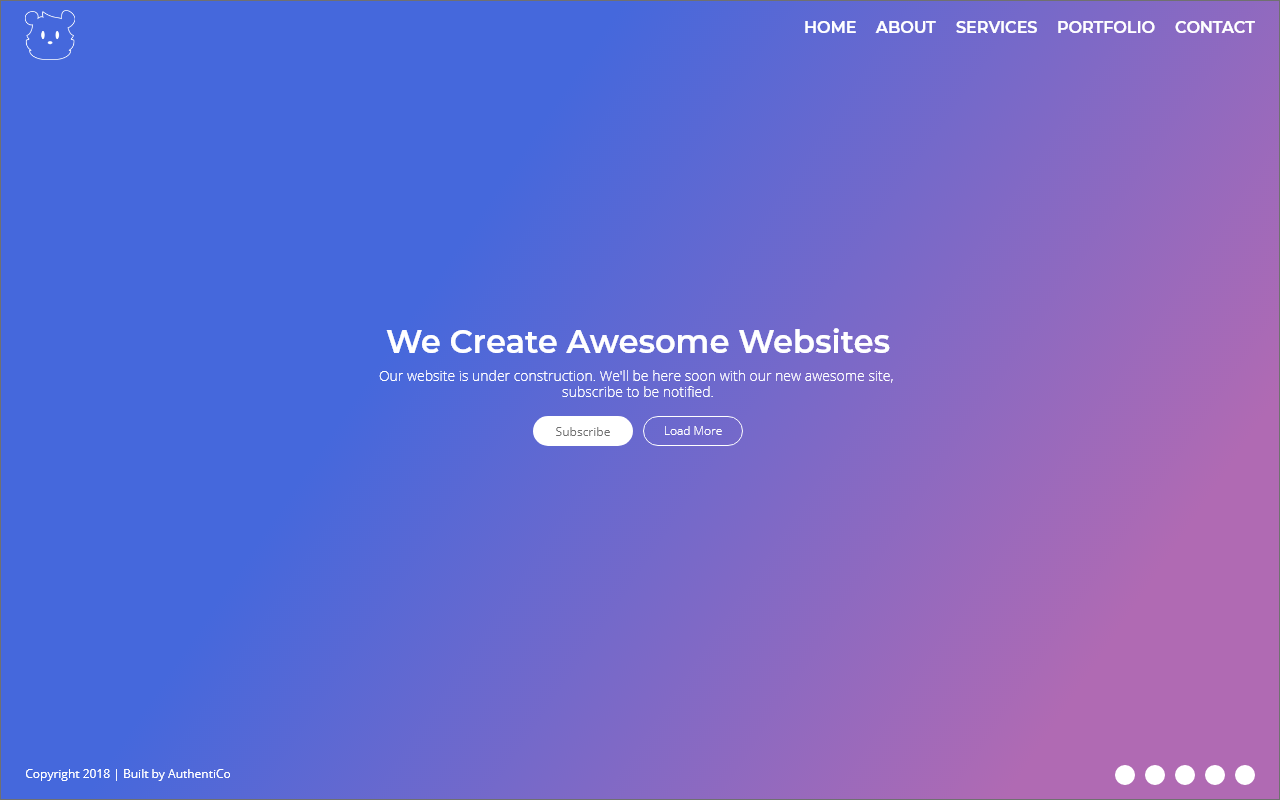 HOME ABOUT SERVICES PORTFOLIO CONTACT
We Create Awesome Websites
Our website is under construction. We'll be here soon with our new awesome site,
subscribe to be notified.
Subscribe Load More
Copyright 2018 | Built by AuthentiCo